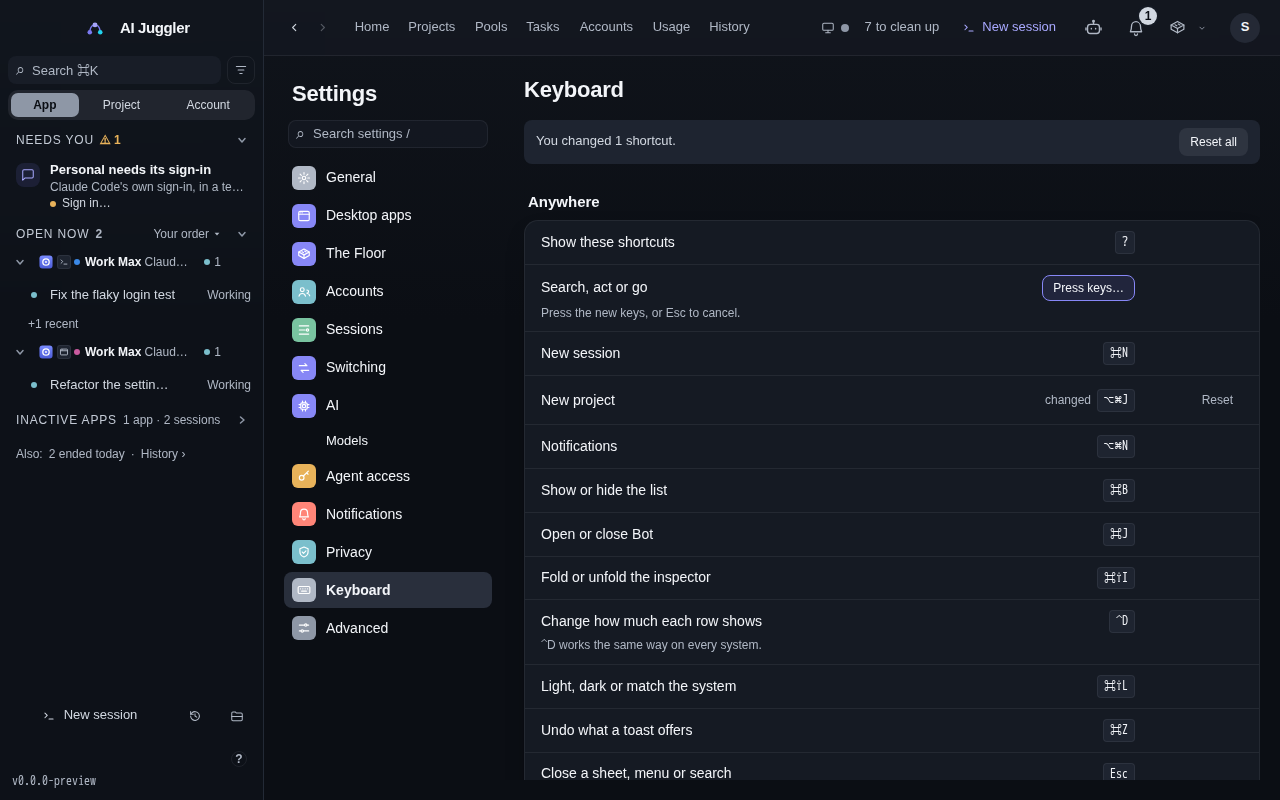 AI Juggler
Search ⌘K
App Project Account
NEEDS YOU 1
Personal needs its sign-in
Claude Code's own sign-in, in a te…
Sign in…
OPEN NOW 2 Your order
Work Max Claud… 1
Fix the flaky login test Working
+1 recent
Work Max Claud… 1
Refactor the settin… Working
INACTIVE APPS 1 app · 2 sessions
Also: 2 ended today · History ›
New session
?
v0.0.0-preview
Home Projects Pools Tasks Accounts Usage History
7 to clean up
New session
1
S
Settings
Search settings /
General
Desktop apps
The Floor
Accounts
Sessions
Switching
AI
Models
Agent access
Notifications
Privacy
Keyboard
Advanced
Keyboard
You changed 1 shortcut. Reset all
Anywhere
Show these shortcuts ?
Search, act or go Press keys…
Press the new keys, or Esc to cancel.
New session ⌘N
New project changed ⌥⌘J Reset
Notifications ⌥⌘N
Show or hide the list ⌘B
Open or close Bot ⌘J
Fold or unfold the inspector ⌘⇧I
Change how much each row shows ^D
^D works the same way on every system.
Light, dark or match the system ⌘⇧L
Undo what a toast offers ⌘Z
Close a sheet, menu or search Esc